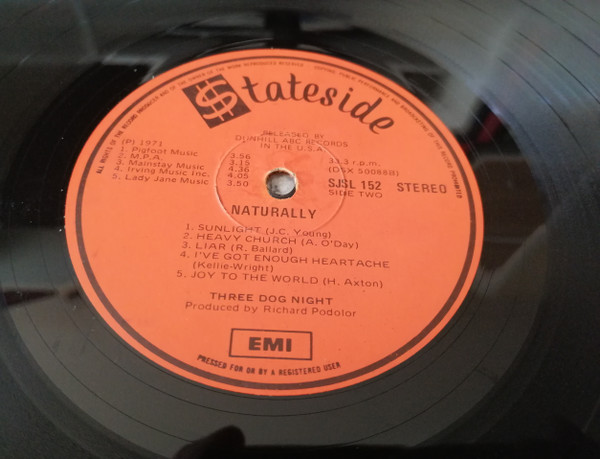 Stateside
RELEASED BY
DUNHILL ABC RECORDS
IN THE U.S.A.
(P) 1971
1. Pigfoot Music 3.56
2. M.P.A. 3.15
3. Mainstay Music 4.36
4. Irving Music Inc. 4.05
5. Lady Jane Music 3.50
33.3 r.p.m.
(DSX 50088B)
SJSL 152 STEREO
SIDE TWO
NATURALLY
1. SUNLIGHT (J.C. Young)
2. HEAVY CHURCH (A. O'Day)
3. LIAR (R. Ballard)
4. I'VE GOT ENOUGH HEARTACHE
(Kellie-Wright)
5. JOY TO THE WORLD (H. Axton)
THREE DOG NIGHT
Produced by Richard Podolor
EMI
PRESSED FOR OR BY A REGISTERED USER